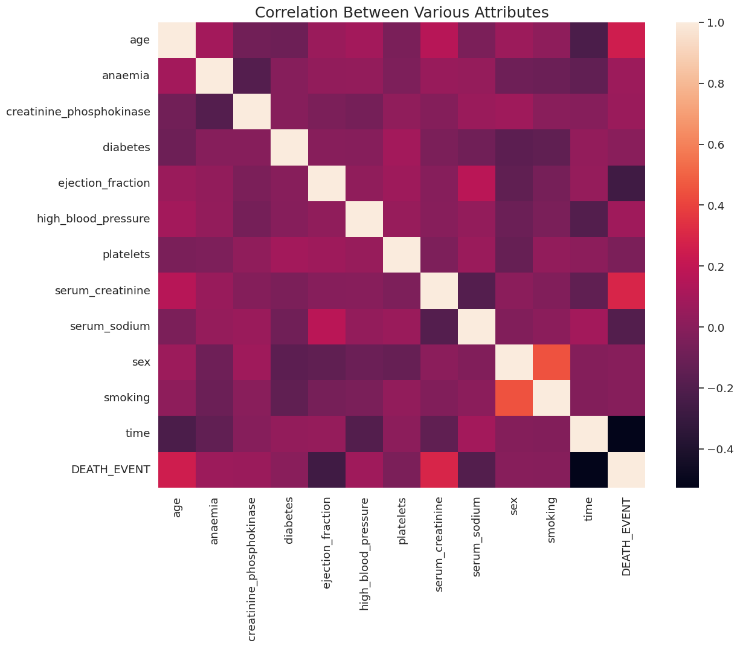 Correlation Between Various Attributes
age
anaemia
creatinine_phosphokinase
diabetes
ejection_fraction
high_blood_pressure
platelets
serum_creatinine
serum_sodium
sex
smoking
time
DEATH_EVENT
age
anaemia
creatinine_phosphokinase
diabetes
ejection_fraction
high_blood_pressure
platelets
serum_creatinine
serum_sodium
sex
smoking
time
DEATH_EVENT
1.0
0.8
0.6
0.4
0.2
0.0
−0.2
−0.4